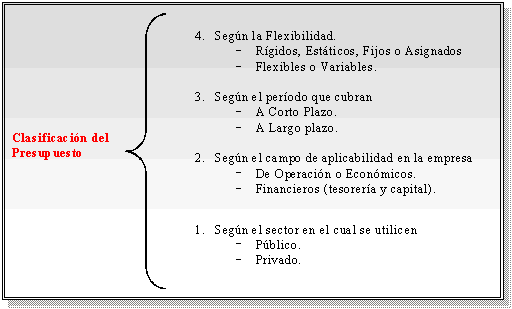 Clasificación del
Presupuesto
4. Según la Flexibilidad.
- Rígidos, Estáticos, Fijos o Asignados
- Flexibles o Variables.
3. Según el período que cubran
- A Corto Plazo.
- A Largo plazo.
2. Según el campo de aplicabilidad en la empresa
- De Operación o Económicos.
- Financieros (tesorería y capital).
1. Según el sector en el cual se utilicen
- Público.
- Privado.